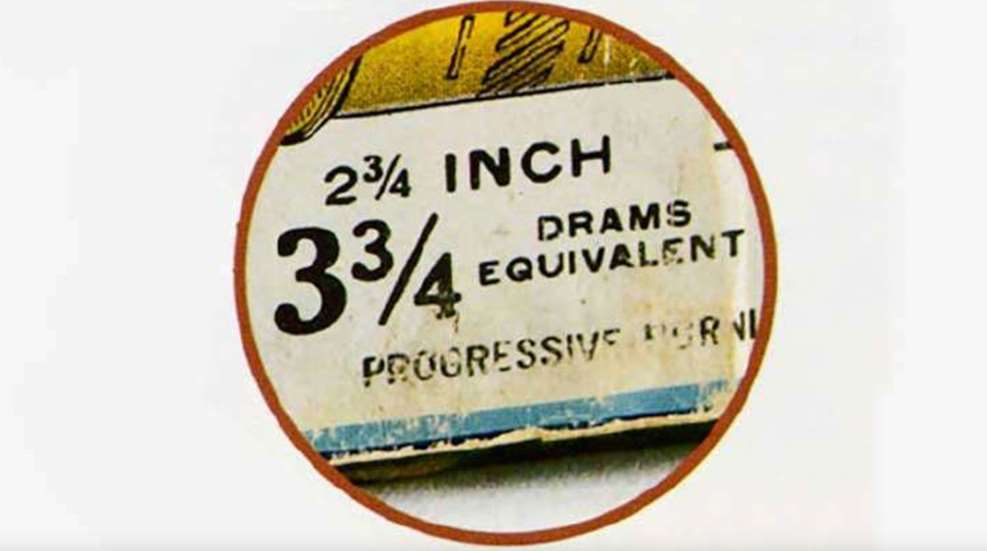 2¾ INCH
3¾ DRAMS
EQUIVALENT
PROGRESSIVE